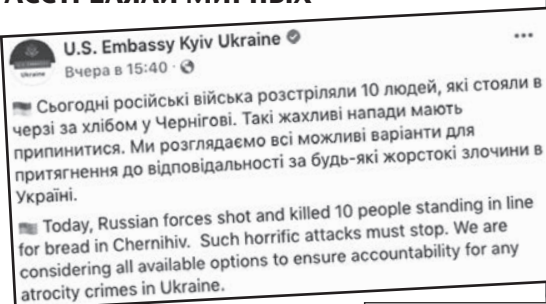 U.S. Embassy Kyiv Ukraine
Вчера в 15:40 ·
Сьогодні російські війська розстріляли 10 людей, які стояли в
черзі за хлібом у Чернігові. Такі жахливі напади мають
припинитися. Ми розглядаємо всі можливі варіанти для
притягнення до відповідальності за будь-які жорстокі злочини в
Україні.
Today, Russian forces shot and killed 10 people standing in line
for bread in Chernihiv. Such horrific attacks must stop. We are
considering all available options to ensure accountability for any
atrocity crimes in Ukraine.